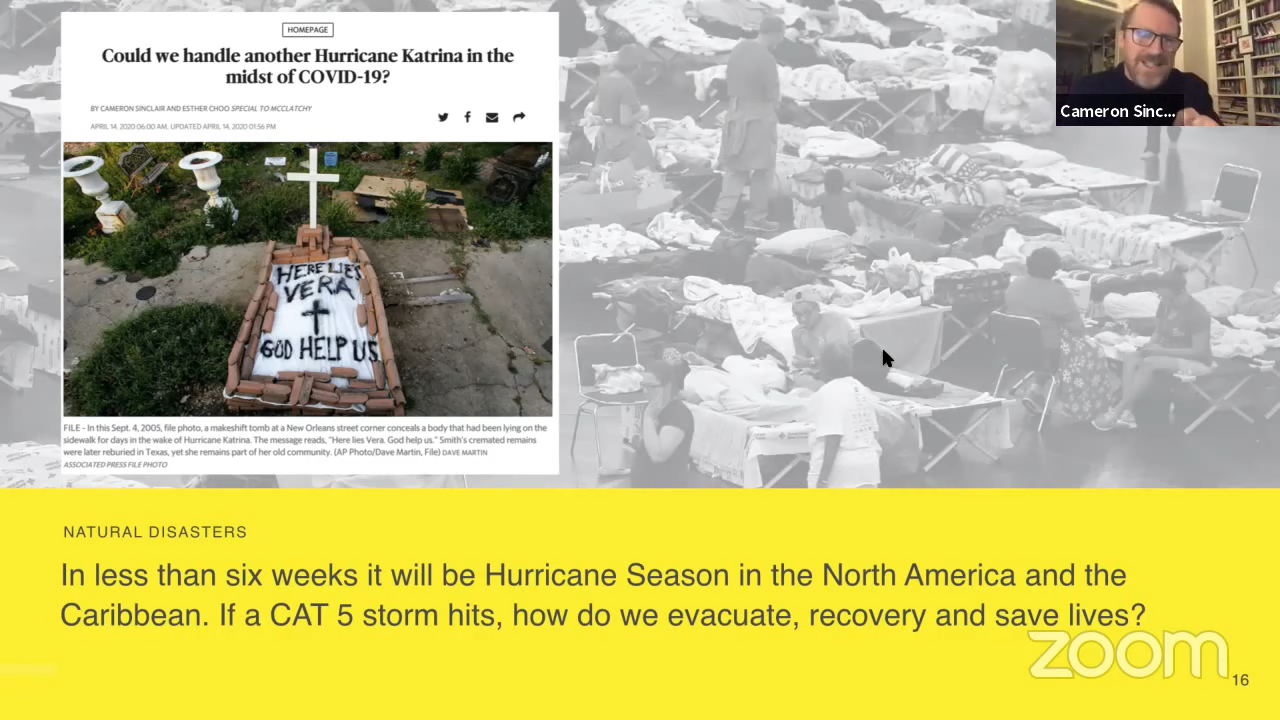 HOMEPAGE
Could we handle another Hurricane Katrina in the
midst of COVID-19?
BY CAMERON SINCLAIR AND ESTHER CHOO SPECIAL TO MCCLATCHY
APRIL 14, 2020 06:00 AM, UPDATED APRIL 14, 2020 01:56 PM
HERE LIES
VERA
GOD HELP US
FILE - In this Sept. 4, 2005, file photo, a makeshift tomb at a New Orleans street corner conceals a body that had been lying on the
sidewalk for days in the wake of Hurricane Katrina. The message reads, "Here lies Vera. God help us." Smith's cremated remains
were later reburied in Texas, yet she remains part of her old community. (AP Photo/Dave Martin, File) DAVE MARTIN
ASSOCIATED PRESS FILE PHOTO
Cameron Sinc...
NATURAL DISASTERS
In less than six weeks it will be Hurricane Season in the North America and the
Caribbean. If a CAT 5 storm hits, how do we evacuate, recovery and save lives?
zoom
16